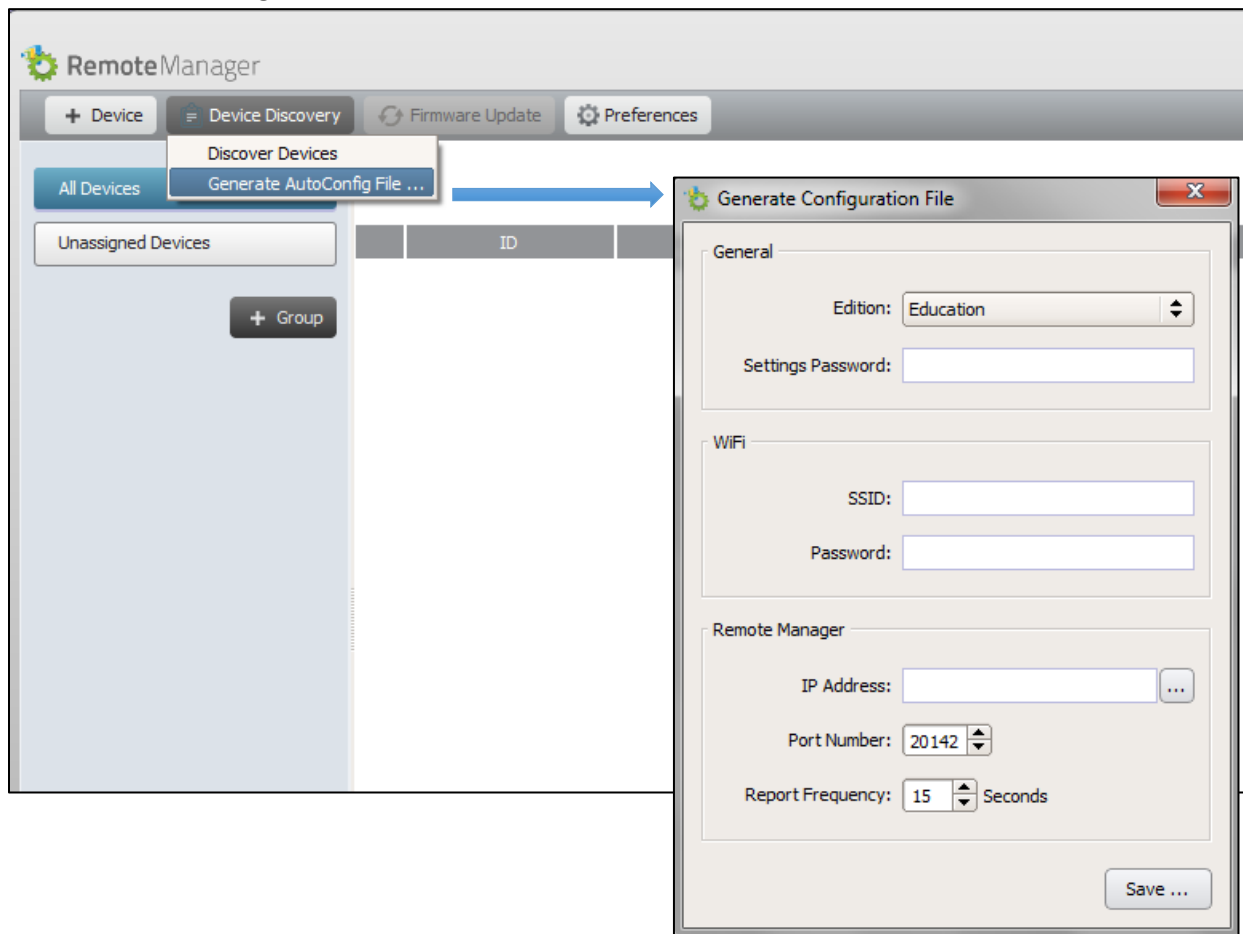 RemoteManager
+ Device
Device Discovery
Firmware Update
Preferences
Discover Devices
Generate AutoConfig File ...
All Devices
Unassigned Devices
ID
+ Group
Generate Configuration File
X
General
Edition: Education
Settings Password:
WiFi
SSID:
Password:
Remote Manager
IP Address: ...
Port Number: 20142
Report Frequency: 15 Seconds
Save ...